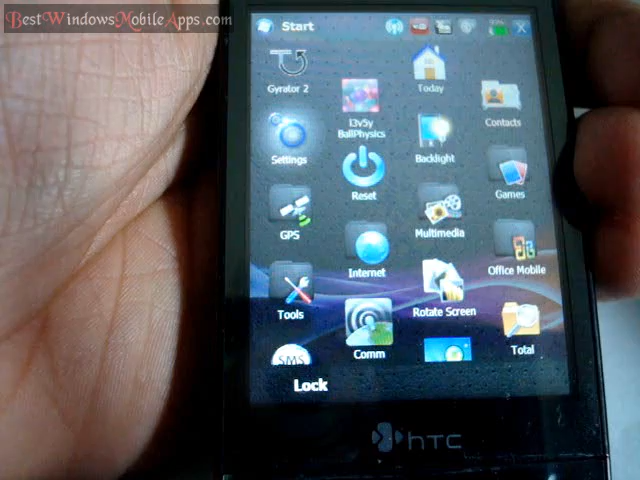 BestWindowsMobileApps.com
Start
Gyrator 2
Today
I3v5y
BallPhysics
Contacts
Settings
Backlight
Reset
Games
GPS
Multimedia
Internet
Office Mobile
Tools
Rotate Screen
Comm
Total
SMS
Lock
hTC